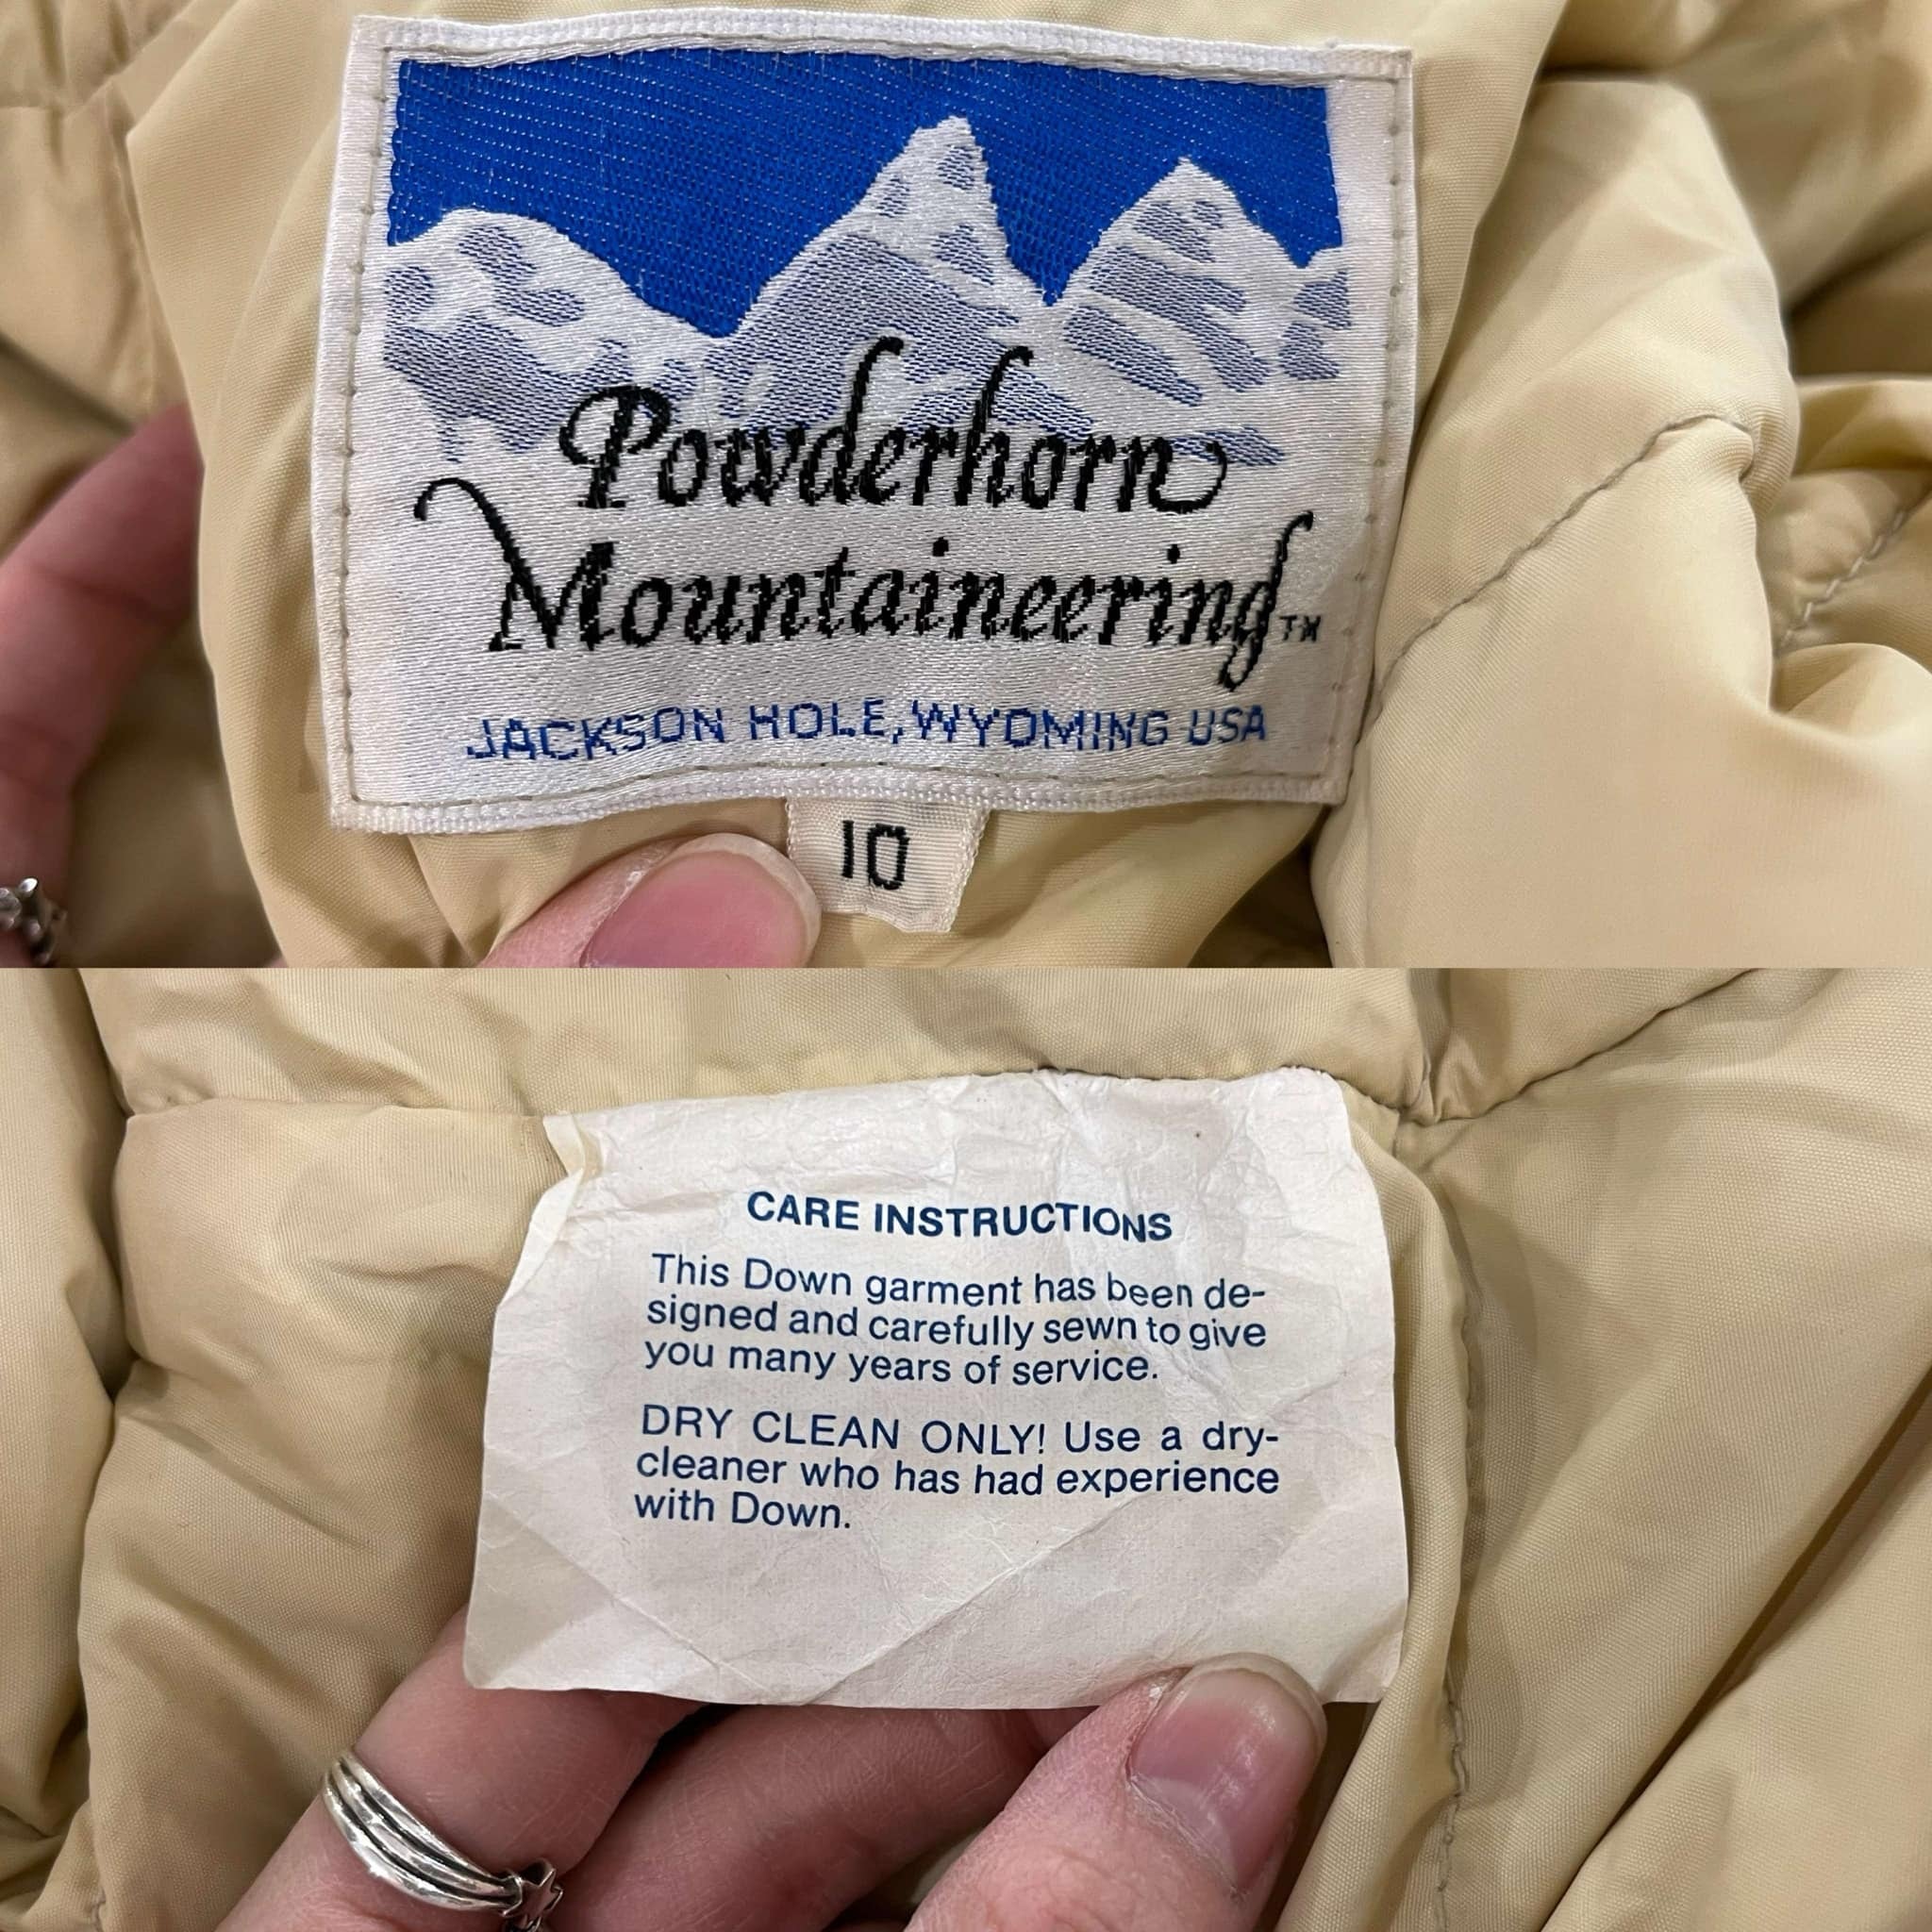 Powderhorn
Mountaineering™
JACKSON HOLE, WYOMING USA
10
CARE INSTRUCTIONS
This Down garment has been de-
signed and carefully sewn to give
you many years of service.
DRY CLEAN ONLY! Use a dry-
cleaner who has had experience
with Down.